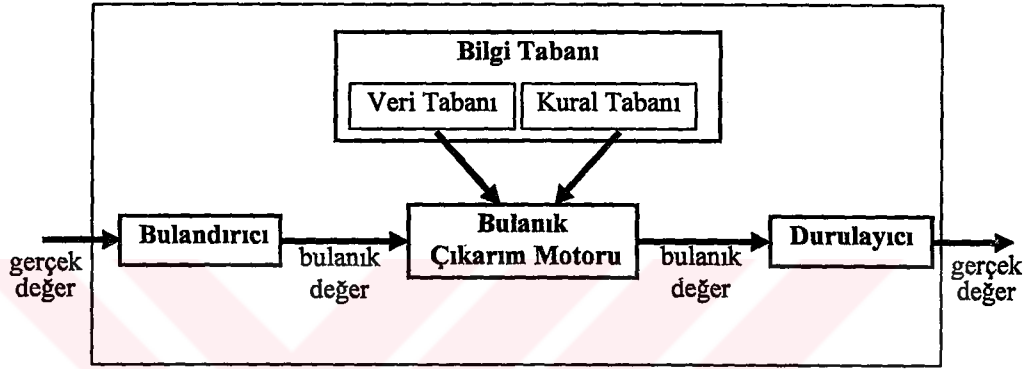 Bilgi Tabanı
Veri Tabanı
Kural Tabanı
Bulandırıcı
Bulanık
Çıkarım Motoru
Durulayıcı
gerçek
değer
bulanık
değer
bulanık
değer
gerçek
değer